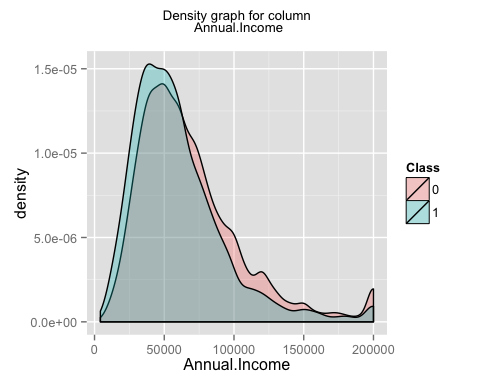 Density graph for column
Annual.Income
1.5e-05
1.0e-05
5.0e-06
0.0e+00
density
0
50000
100000
150000
200000
Annual.Income
Class
0
1